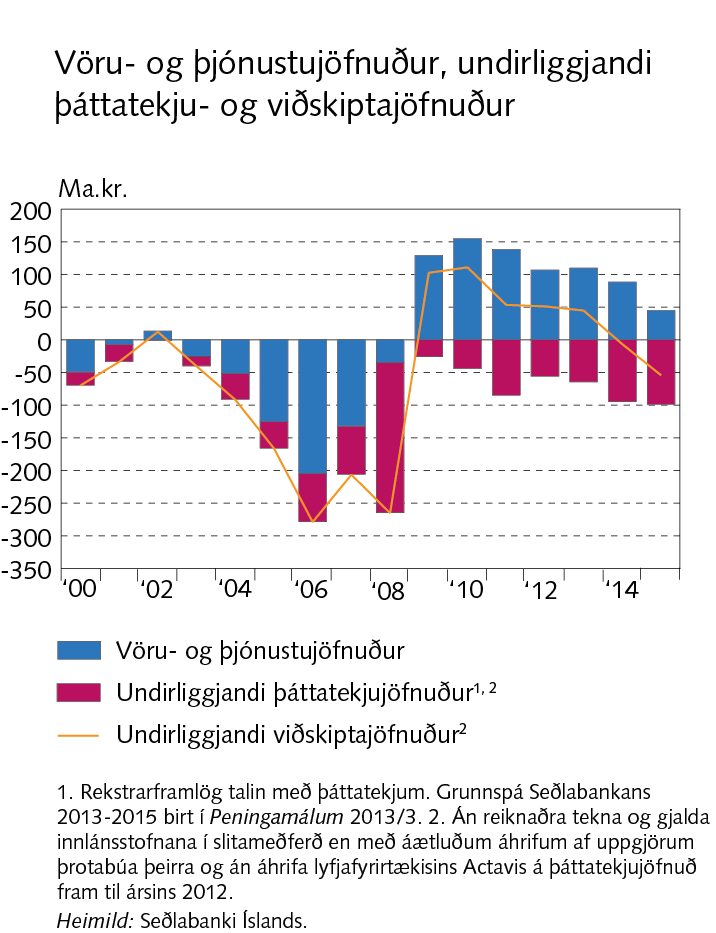 Vöru- og þjónustujöfnuður, undirliggjandi
þáttatekju- og viðskiptajöfnuður
Ma.kr.
200
150
100
50
0
-50
-100
-150
-200
-250
-300
-350
‘00 ‘02 ‘04 ‘06 ‘08 ‘10 ‘12 ‘14
Vöru- og þjónustujöfnuður
Undirliggjandi þáttatekjujöfnuður1, 2
Undirliggjandi viðskiptajöfnuður2
1. Rekstrarframlög talin með þáttatekjum. Grunnspá Seðlabankans
2013-2015 birt í Peningamálum 2013/3. 2. Án reiknaðra tekna og gjalda
innlánsstofnana í slitameðferð en með áætluðum áhrifum af uppgjörum
þrotabúa þeirra og án áhrifa lyfjafyrirtækisins Actavis á þáttatekjujöfnuð
fram til ársins 2012.
Heimild: Seðlabanki Íslands.